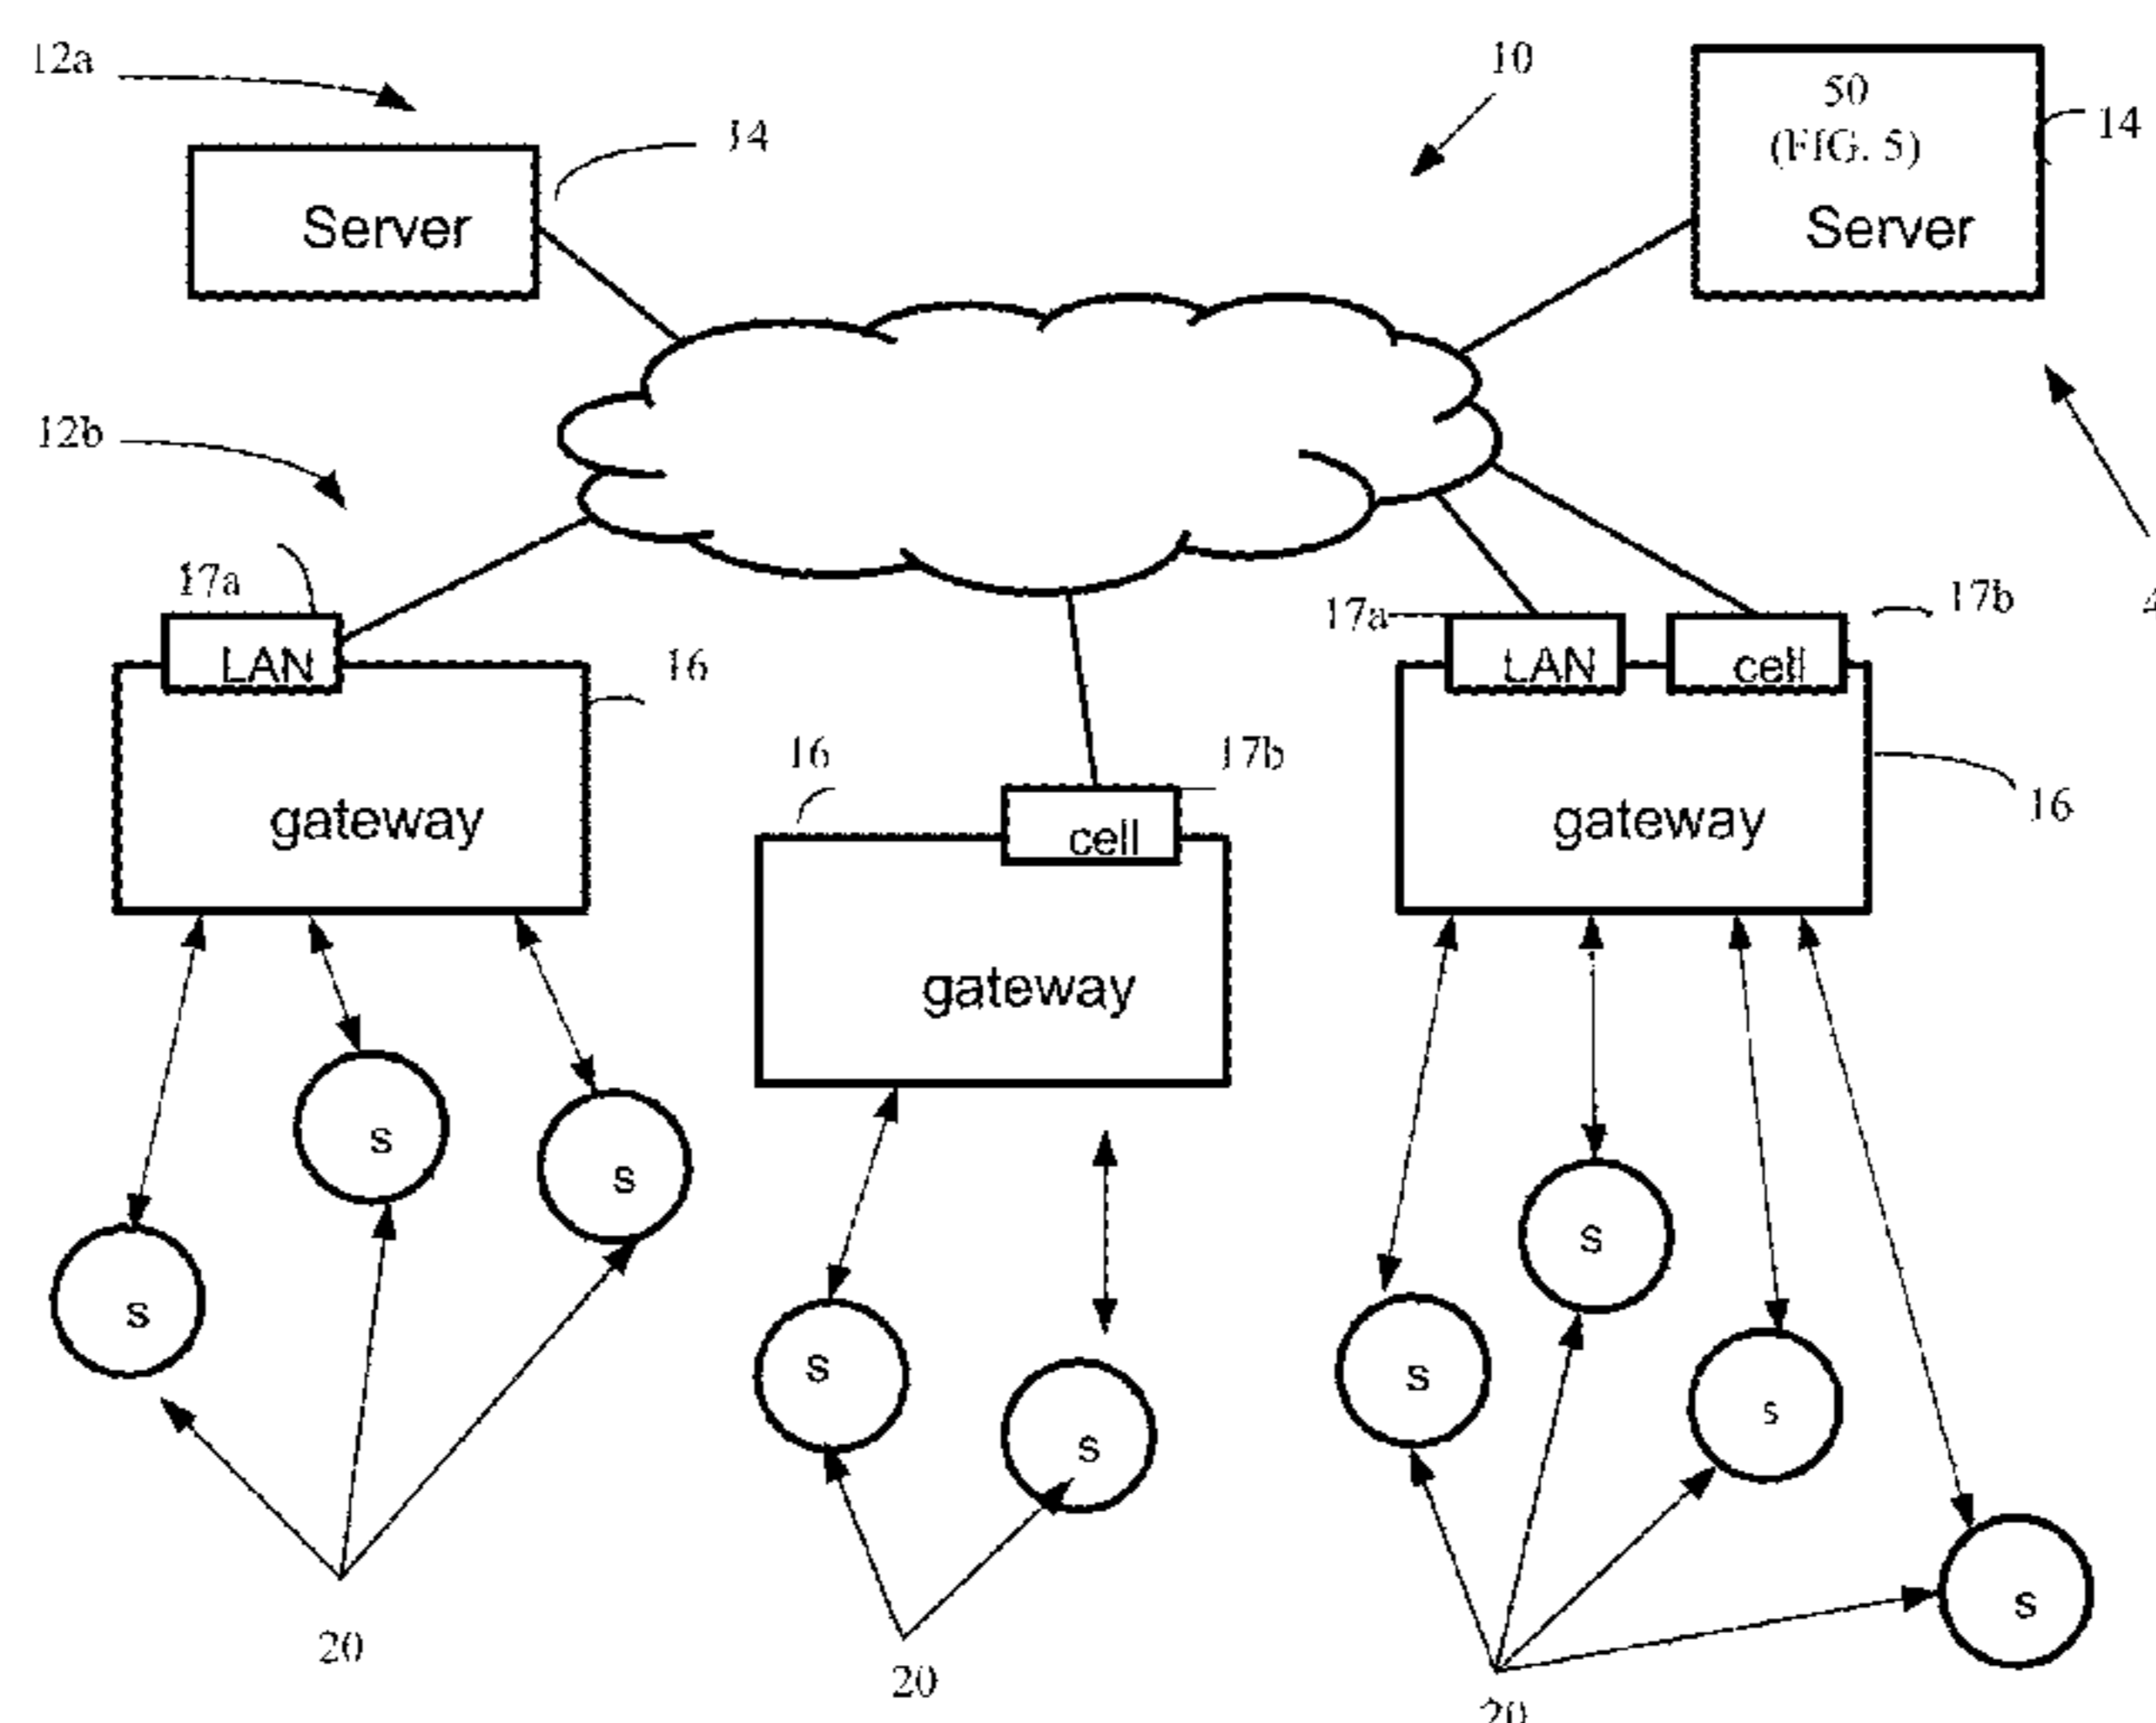 12a
10
50
14
14
(FIG. 5)
Server
Server
12b
17a
17a
17b
LAN
16
LAN
cell
16
17b
gateway
cell
gateway
16
gateway
s
s
s
s
s
s
s
s
s
20
20
20